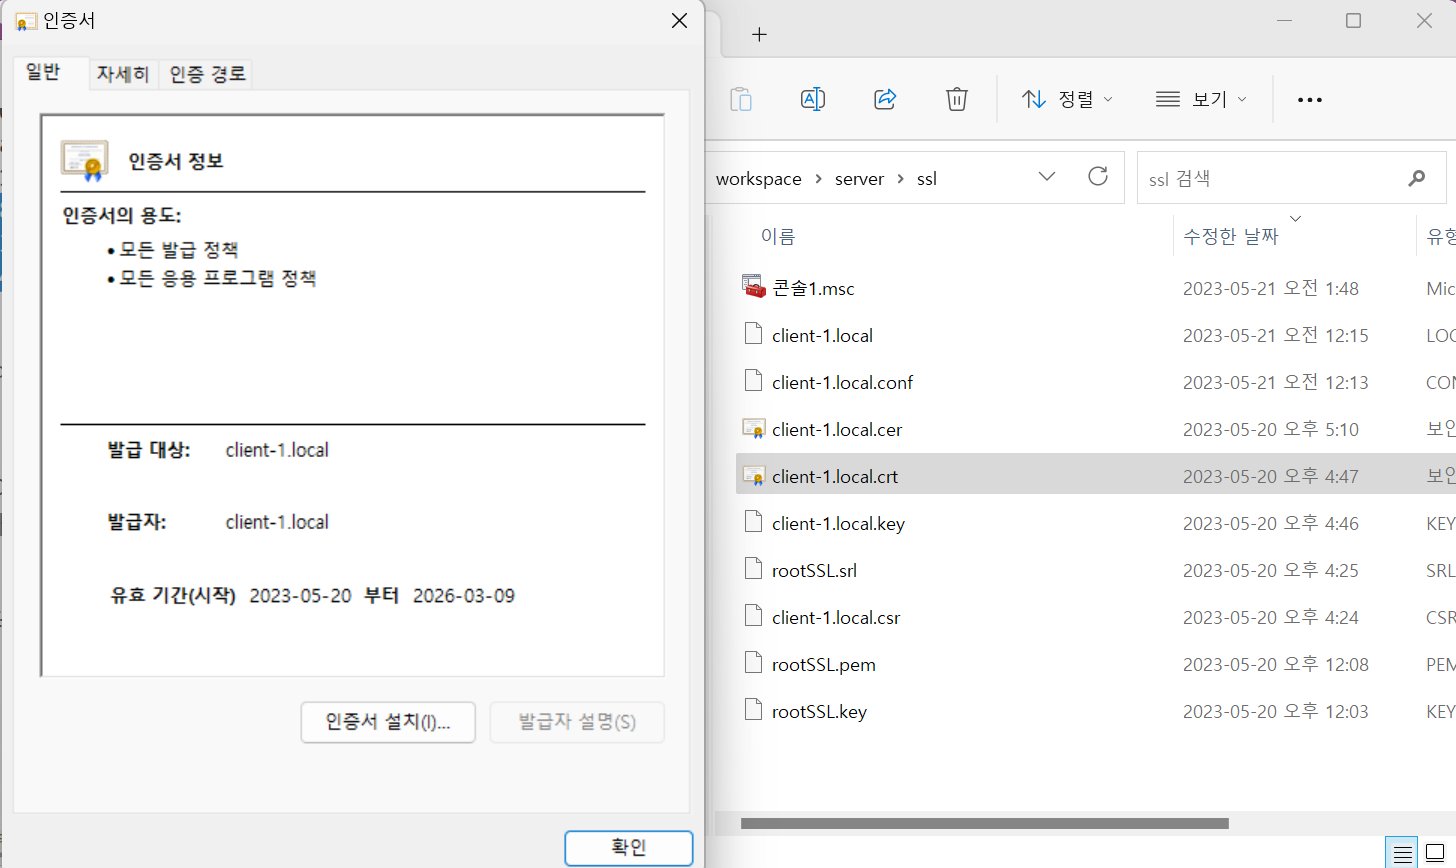 인증서
일반
자세히
인증 경로
인증서 정보
인증서의 용도:
• 모든 발급 정책
• 모든 응용 프로그램 정책
발급 대상: client-1.local
발급자: client-1.local
유효 기간(시작) 2023-05-20 부터 2026-03-09
인증서 설치(I)...
발급자 설명(S)
확인
정렬
보기
workspace > server > ssl
ssl 검색
이름 수정한 날짜 유형
콘솔1.msc 2023-05-21 오전 1:48 Mic
client-1.local 2023-05-21 오전 12:15 LOC
client-1.local.conf 2023-05-21 오전 12:13 CON
client-1.local.cer 2023-05-20 오후 5:10 보안
client-1.local.crt 2023-05-20 오후 4:47 보안
client-1.local.key 2023-05-20 오후 4:46 KEY
rootSSL.srl 2023-05-20 오후 4:25 SRL
client-1.local.csr 2023-05-20 오후 4:24 CSR
rootSSL.pem 2023-05-20 오후 12:08 PEM
rootSSL.key 2023-05-20 오후 12:03 KEY